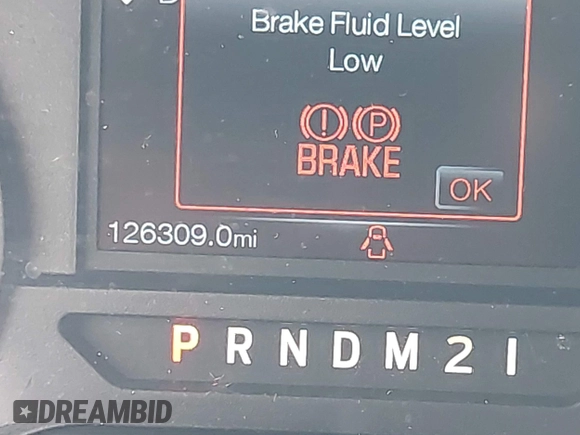 Brake Fluid Level
Low
(!) (P)
BRAKE
OK
126309.0mi
P R N D M 2 1
DREAMBID